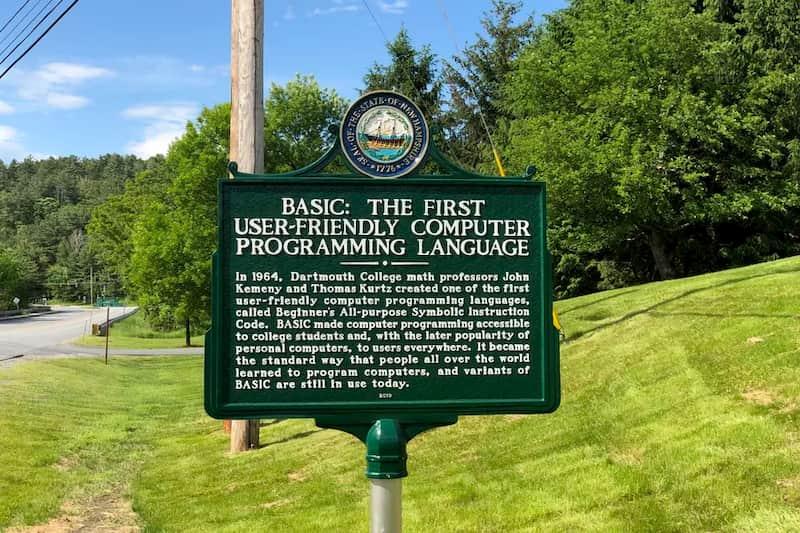 SEAL·OF·THE·STATE·OF·NEW HAMPSHIRE
·1776·
BASIC: THE FIRST
USER-FRIENDLY COMPUTER
PROGRAMMING LANGUAGE
In 1964, Dartmouth College math professors John
Kemeny and Thomas Kurtz created one of the first
user-friendly computer programming languages,
called Beginner's All-purpose Symbolic Instruction
Code. BASIC made computer programming accessible
to college students and, with the later popularity of
personal computers, to users everywhere. It became
the standard way that people all over the world
learned to program computers, and variants of
BASIC are still in use today.
2019